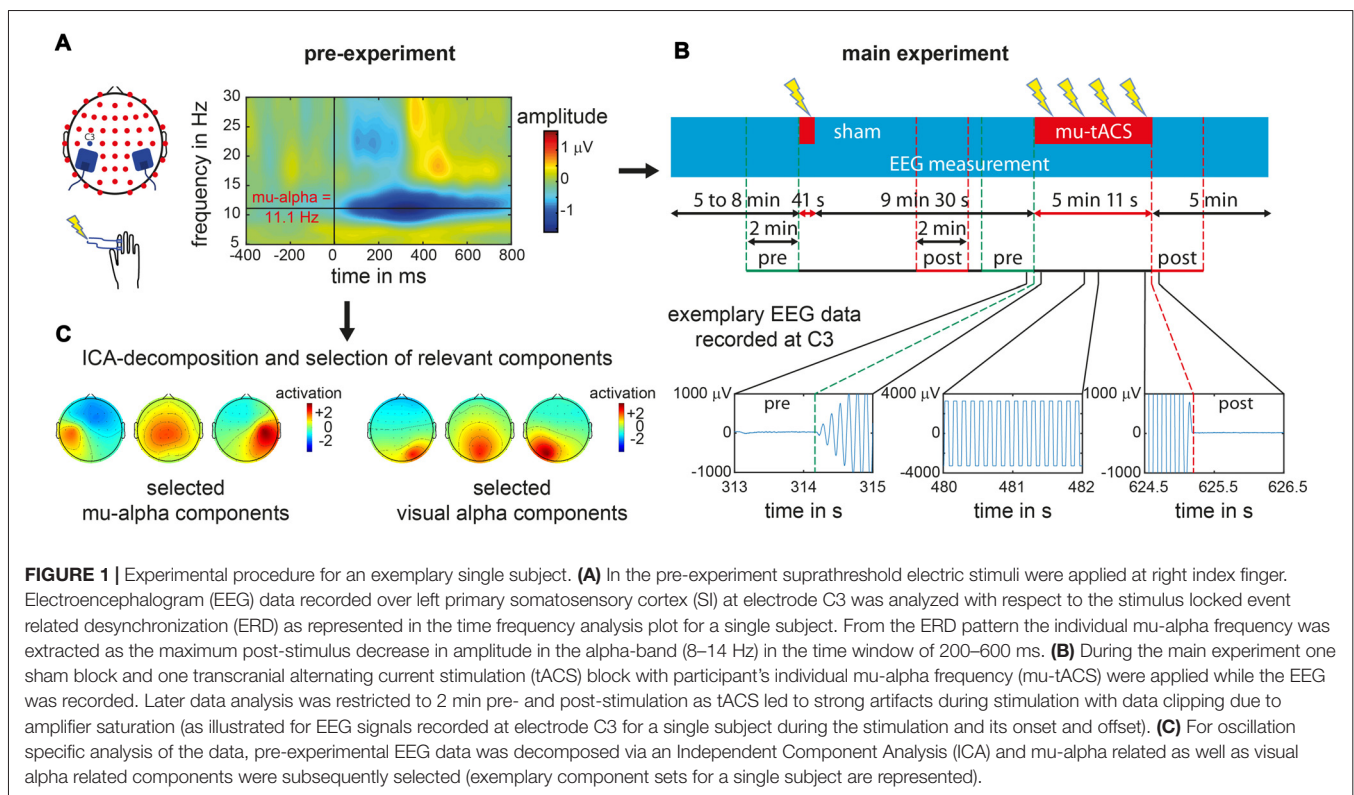 A
pre-experiment
C3
30
25
20
15
10
5
frequency in Hz
mu-alpha =
11.1 Hz
-400 -200 0 200 400 600 800
time in ms
amplitude
1 µV
0
-1
B
main experiment
sham
mu-tACS
EEG measurement
5 to 8 min 41 s 9 min 30 s 5 min 11 s 5 min
2 min 2 min
pre post pre post
exemplary EEG data
recorded at C3
1000 µV
0
-1000
pre
313 314 315
time in s
4000 µV
0
-4000
480 481 482
time in s
1000 µV
0
-1000
post
624.5 625.5 626.5
time in s
C
ICA-decomposition and selection of relevant components
activation
+2
0
-2
selected
mu-alpha components
activation
+2
0
-2
selected
visual alpha components
FIGURE 1 | Experimental procedure for an exemplary single subject. (A) In the pre-experiment suprathreshold electric stimuli were applied at right index finger.
Electroencephalogram (EEG) data recorded over left primary somatosensory cortex (SI) at electrode C3 was analyzed with respect to the stimulus locked event
related desynchronization (ERD) as represented in the time frequency analysis plot for a single subject. From the ERD pattern the individual mu-alpha frequency was
extracted as the maximum post-stimulus decrease in amplitude in the alpha-band (8–14 Hz) in the time window of 200–600 ms. (B) During the main experiment one
sham block and one transcranial alternating current stimulation (tACS) block with participant's individual mu-alpha frequency (mu-tACS) were applied while the EEG
was recorded. Later data analysis was restricted to 2 min pre- and post-stimulation as tACS led to strong artifacts during stimulation with data clipping due to
amplifier saturation (as illustrated for EEG signals recorded at electrode C3 for a single subject during the stimulation and its onset and offset). (C) For oscillation
specific analysis of the data, pre-experimental EEG data was decomposed via an Independent Component Analysis (ICA) and mu-alpha related as well as visual
alpha related components were subsequently selected (exemplary component sets for a single subject are represented).